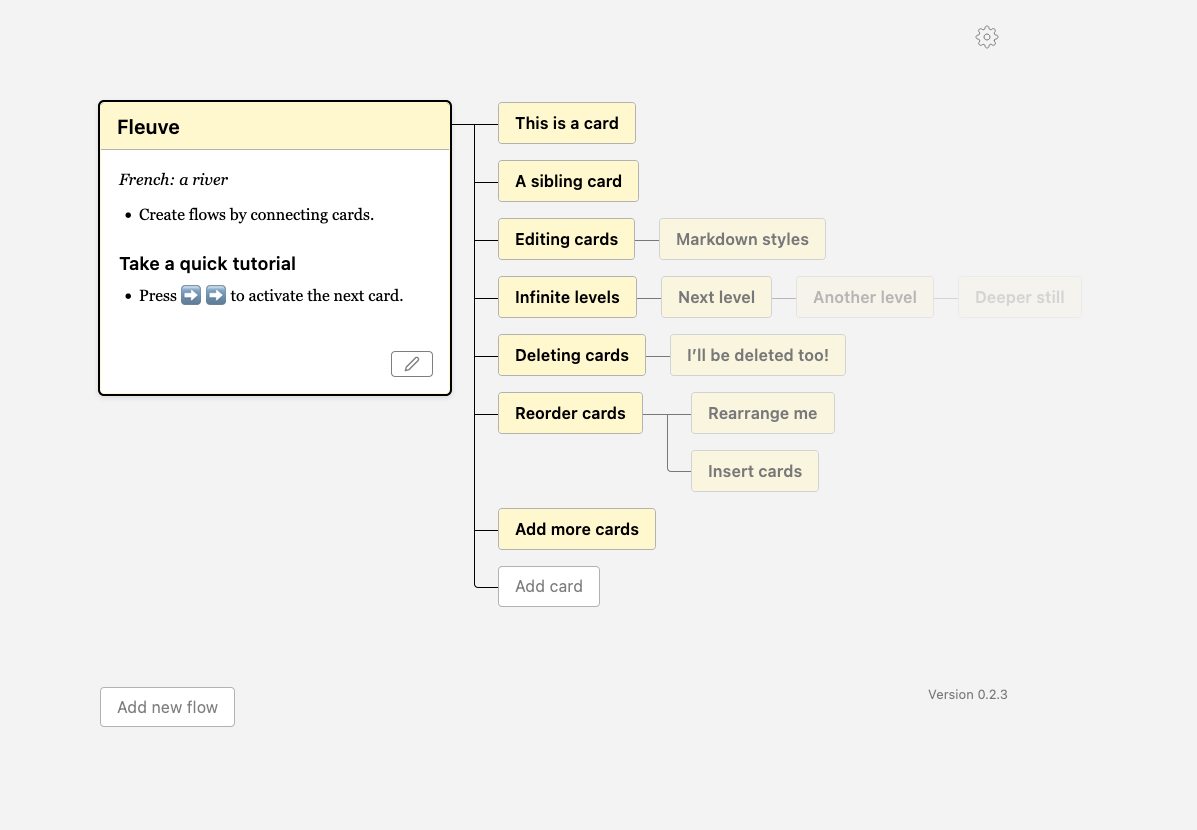 Fleuve
French: a river
• Create flows by connecting cards.
Take a quick tutorial
• Press ➡️ ➡️ to activate the next card.
This is a card
A sibling card
Editing cards
Markdown styles
Infinite levels
Next level
Another level
Deeper still
Deleting cards
I’ll be deleted too!
Reorder cards
Rearrange me
Insert cards
Add more cards
Add card
Add new flow
Version 0.2.3